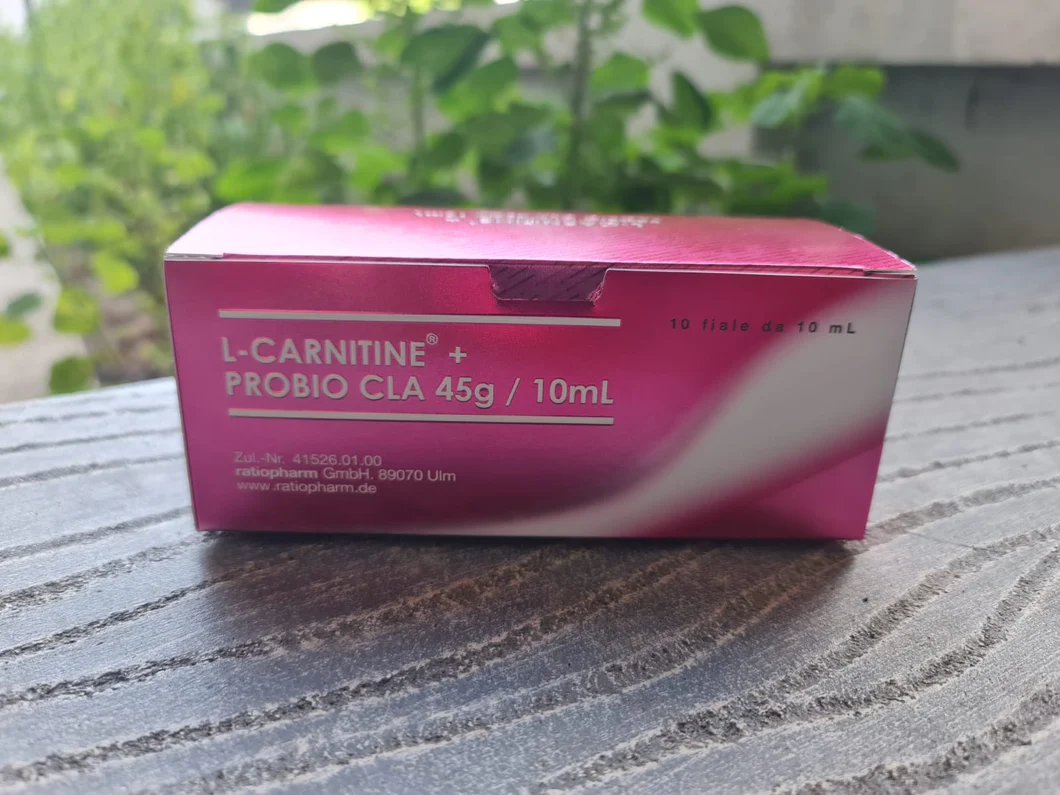 10 fiale da 10 mL
L-CARNITINE® +
PROBIO CLA 45g / 10mL
Zul.-Nr. 41526.01.00
ratiopharm GmbH. 89070 Ulm
www.ratiopharm.de